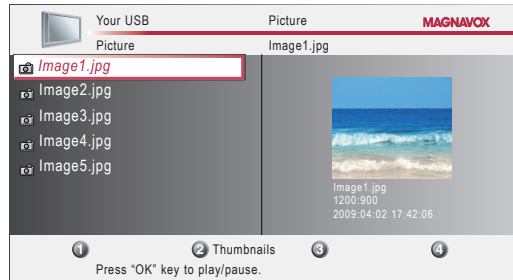 Your USB Picture MAGNAVOX
Picture Image1.jpg
Image1.jpg
Image2.jpg
Image3.jpg
Image4.jpg
Image5.jpg
Image1.jpg
1200:900
2009:04:02 17:42:06
1 2 Thumbnails 3 4
Press “OK” key to play/pause.